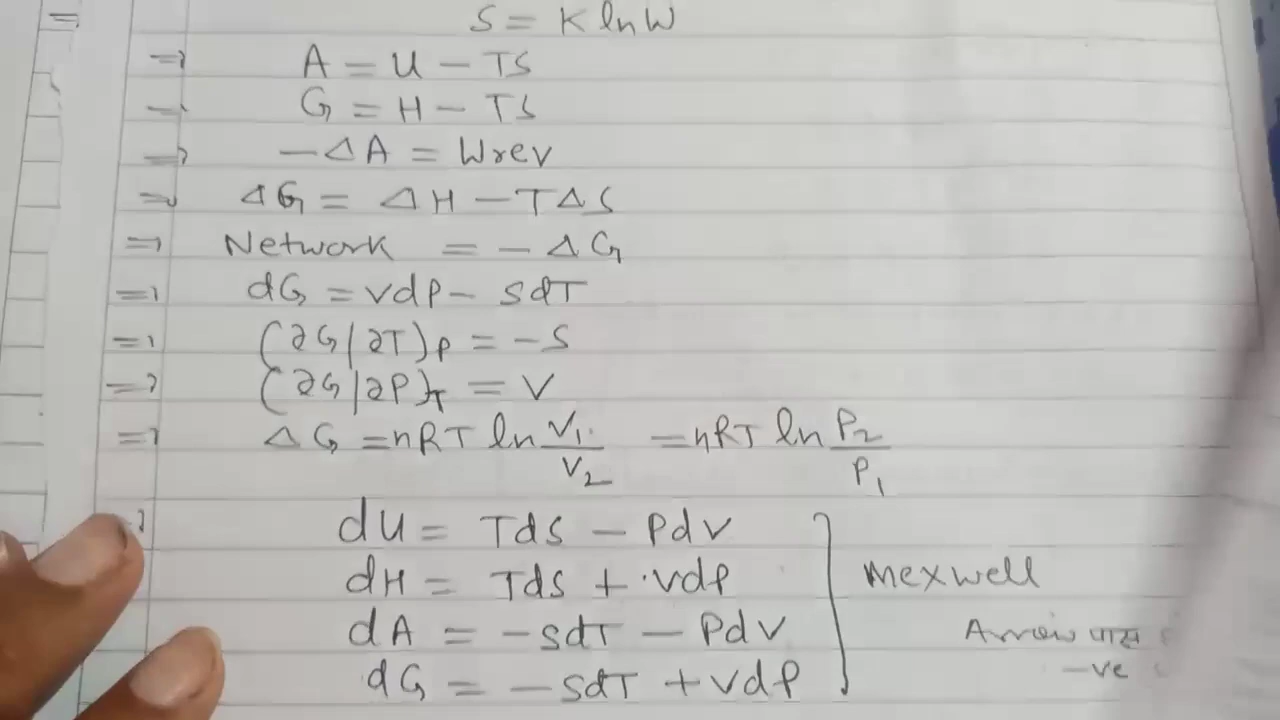 = S = K ln W
=> A = U - TS
=> G = H - TS
=> -ΔA = Wrev
=> ΔG = ΔH - TΔS
=> Network = - ΔG
=> dG = vdp - sdT
=> (∂G/∂T)p = -S
=> (∂G/∂P)T = V
=> ΔG = nRT ln V1/V2 = nRT ln P2/P1
dU = Tds - Pdv
dH = Tds + vdp
mexwell
dA = -sdT - Pdv
Arrow पास
dG = -sdT + vdp
-ve